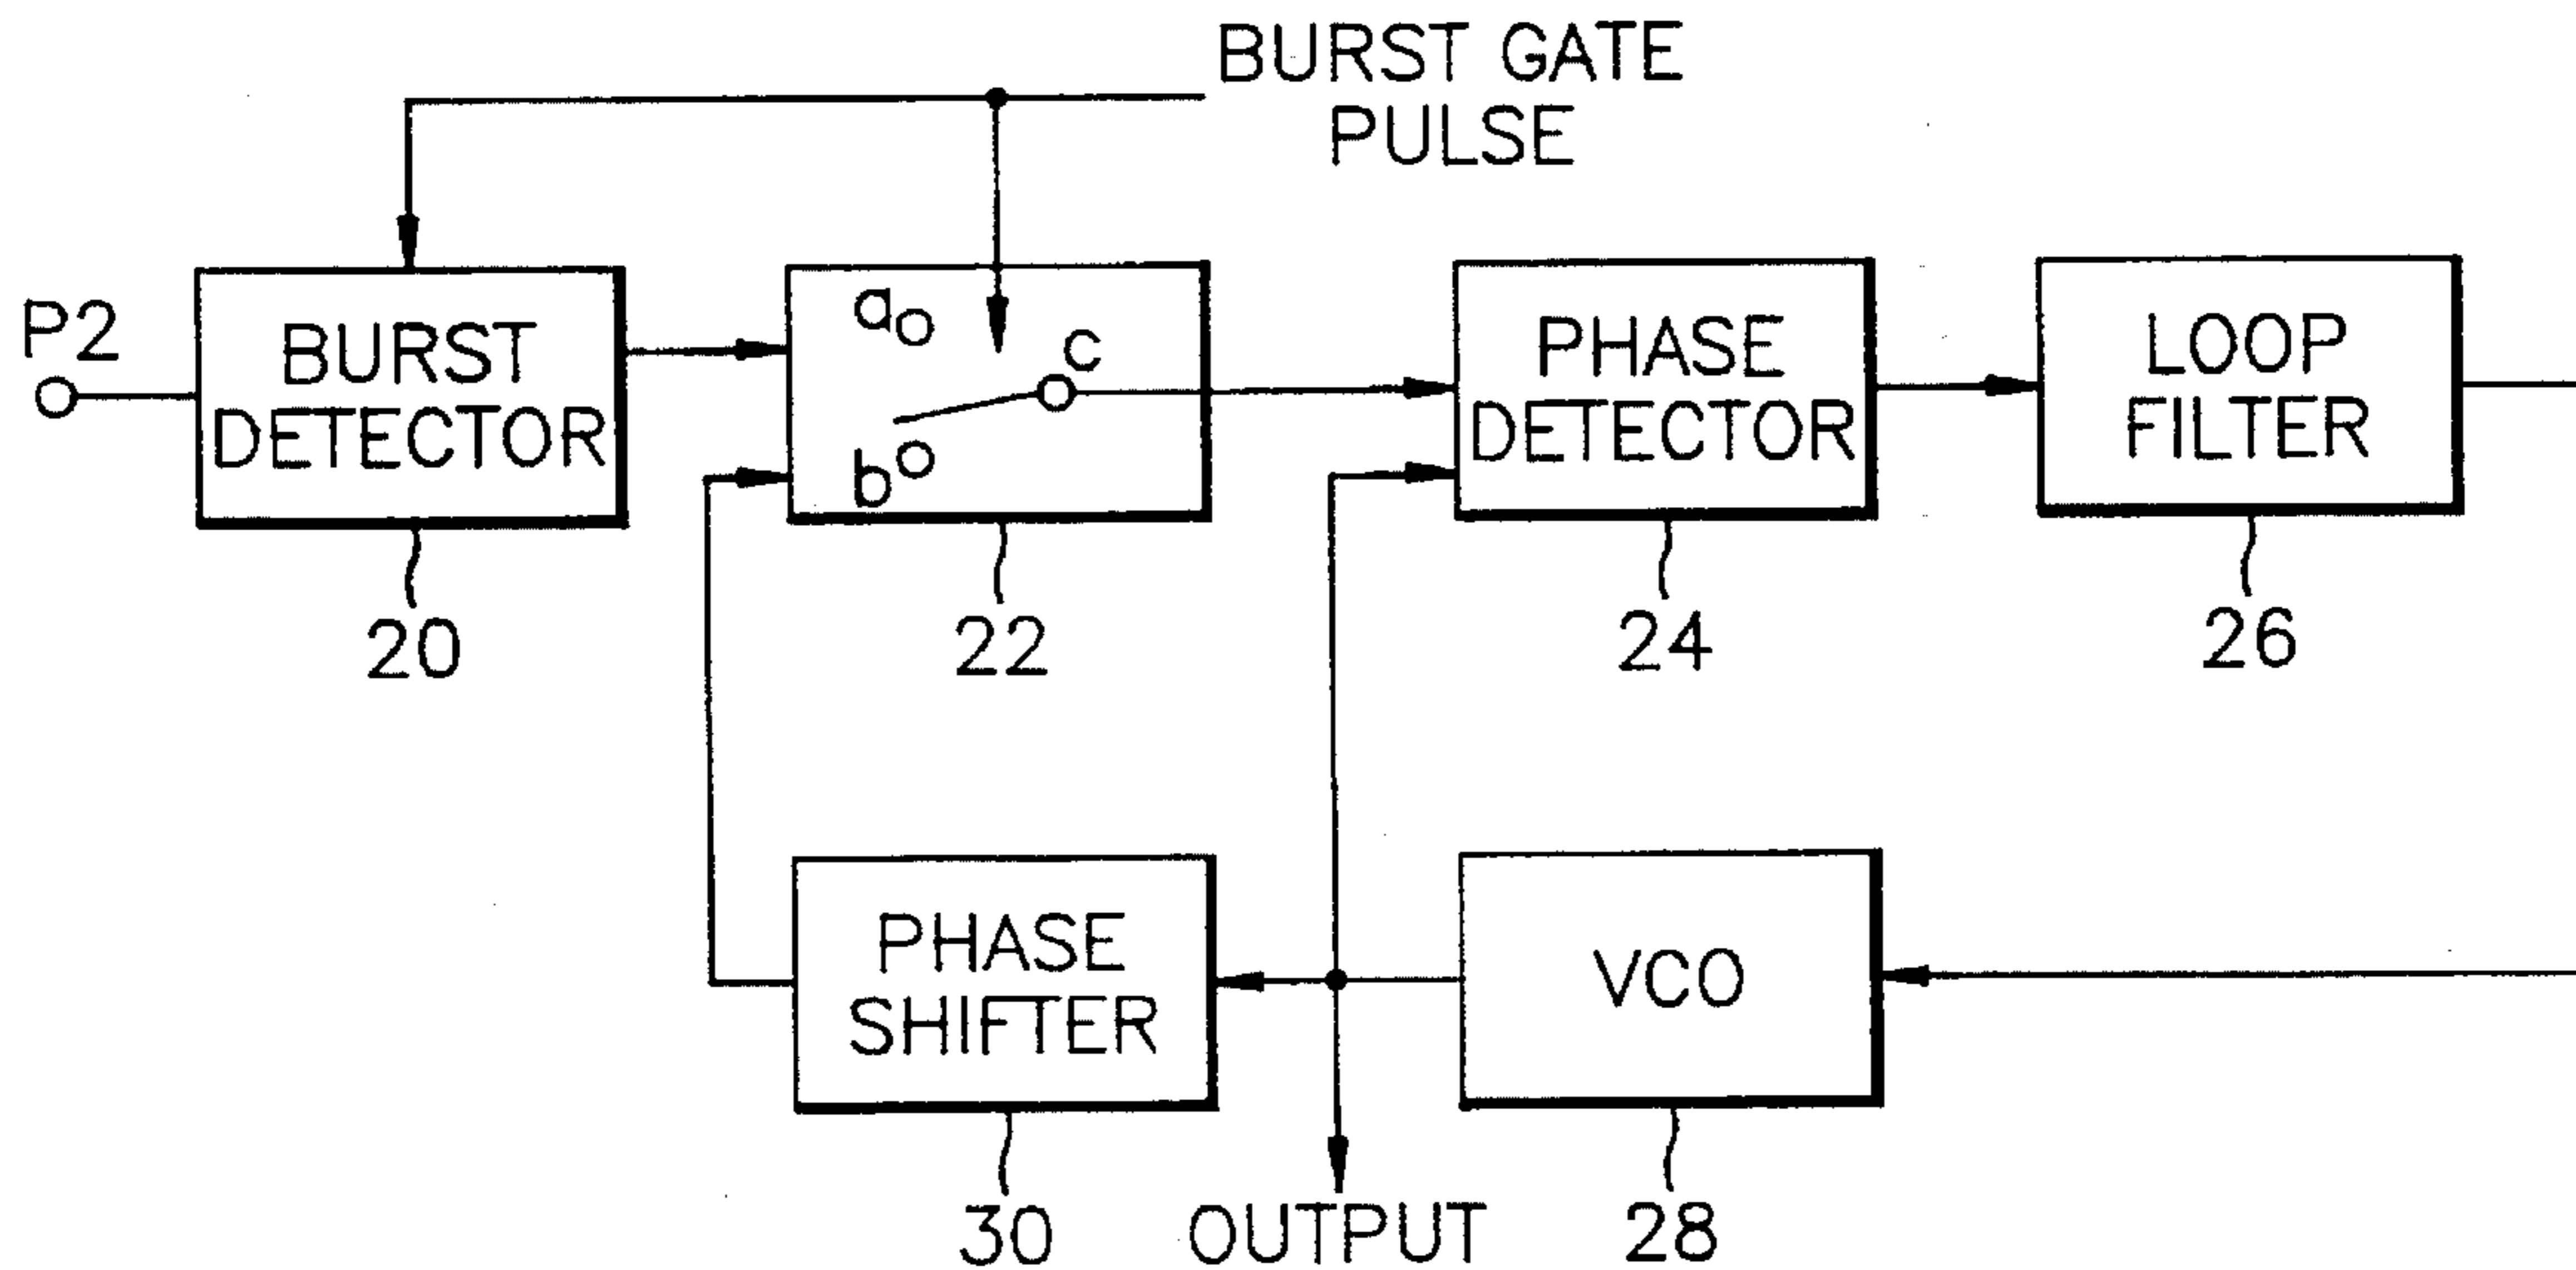 BURST GATE
PULSE
P2
BURST
DETECTOR
a
b
c
PHASE
DETECTOR
LOOP
FILTER
20
22
24
26
PHASE
SHIFTER
VCO
30
OUTPUT
28